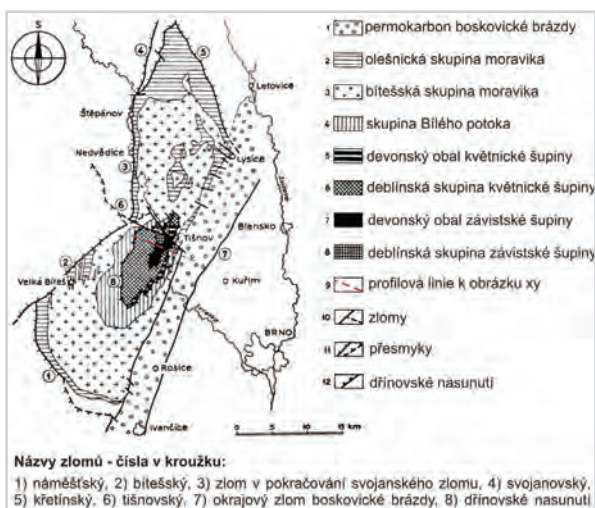 Letovice
Štěpánov
Nedvědice
Lysice
Tišnov
Blansko
Velká Bíteš
Kuřim
BRNO
Rosice
Ivančice
0 5 10 15 km
1 permokarbon boskovické brázdy
2 olešnická skupina moravika
3 bítešská skupina moravika
4 skupina Bílého potoka
5 devonský obal květnické šupiny
6 deblínská skupina květnické šupiny
7 devonský obal závistské šupiny
8 deblínská skupina závistské šupiny
9 profilová linie k obrázku xy
10 zlomy
11 přesmyky
12 dřínovské nasunutí
Názvy zlomů - čísla v kroužku:
1) náměšťský, 2) bítešský, 3) zlom v pokračování svojanského zlomu, 4) svojanovský,
5) křetínský, 6) tišnovský, 7) okrajový zlom boskovické brázdy, 8) dřínovské nasunutí